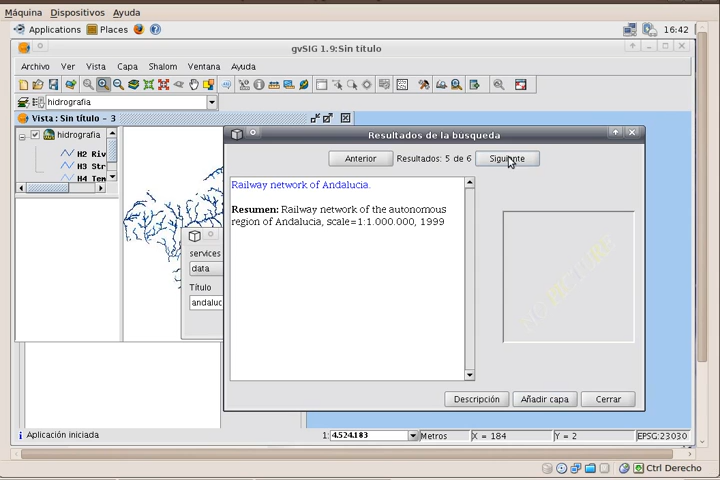 Máquina Dispositivos Ayuda
Applications Places 16:42
gvSIG 1.9:Sin título
Archivo Ver Vista Capa Shalom Ventana Ayuda
hidrografia
Vista : Sin título - 3
hidrografia
H2 Riv
H3 Str
H4 Ten
Resultados de la busqueda
Anterior Resultados: 5 de 6 Siguiente
Railway network of Andalucia.
Resumen: Railway network of the autonomous
region of Andalucia, scale=1:1.000.000, 1999
NO PICTURE
services
data
Título
andaluc
Descripción Añadir capa Cerrar
Aplicación iniciada 1: 4.524.183 Metros X = 184 Y = 2 EPSG:23030
Ctrl Derecho